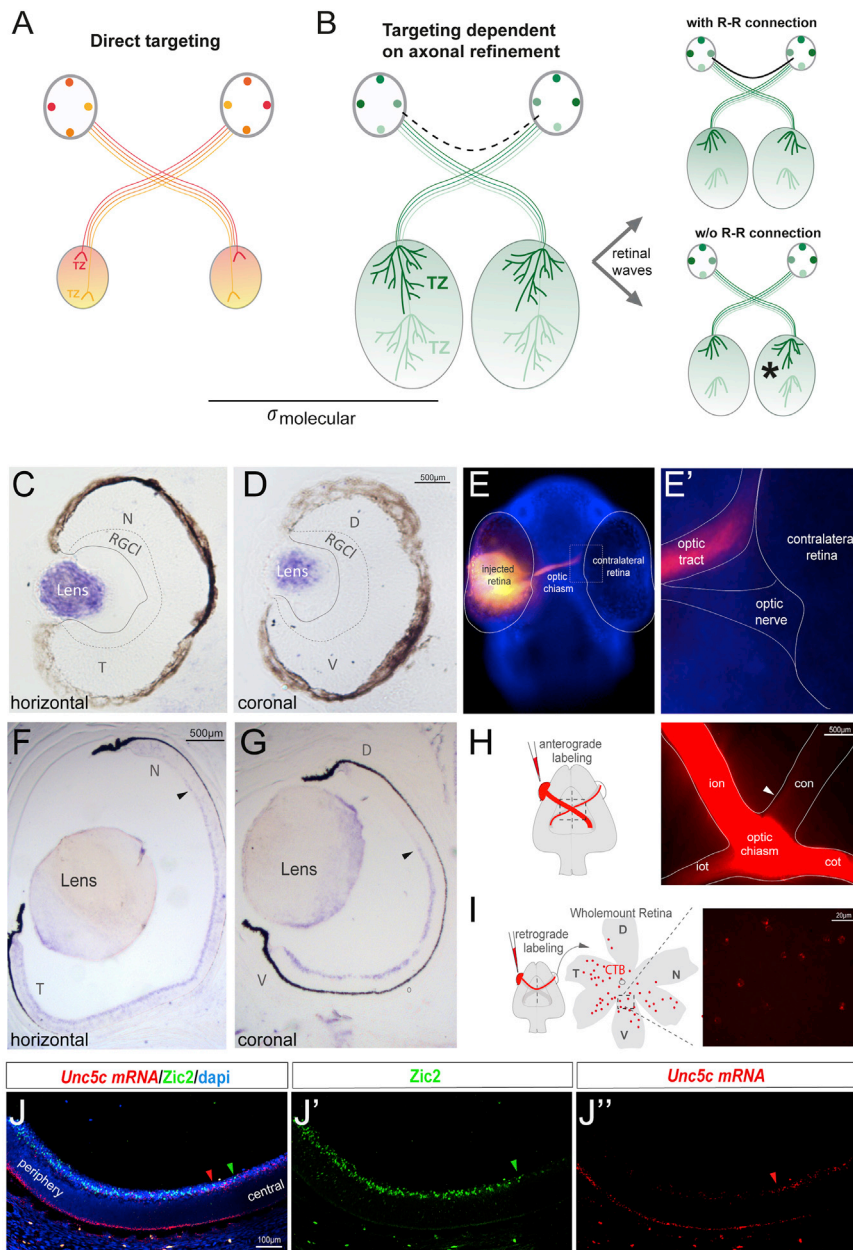 A
Direct targeting
TZ
TZ
B
Targeting dependent
on axonal refinement
TZ
TZ
retinal
waves
with R-R connection
w/o R-R connection
*
σmolecular
C
N
RGCl
Lens
T
horizontal
D
500µm
D
RGCl
Lens
V
coronal
E
injected
retina
optic
chiasm
contralateral
retina
E'
optic
tract
contralateral
retina
optic
nerve
F
500µm
N
Lens
T
horizontal
G
D
Lens
V
coronal
H
anterograde
labeling
500µm
ion
con
optic
chiasm
iot
cot
I
retrograde
labeling
Wholemount Retina
D
T
CTB
N
V
20µm
Unc5c mRNA/Zic2/dapi
Zic2
Unc5c mRNA
J
periphery
central
100µm
J'
J''